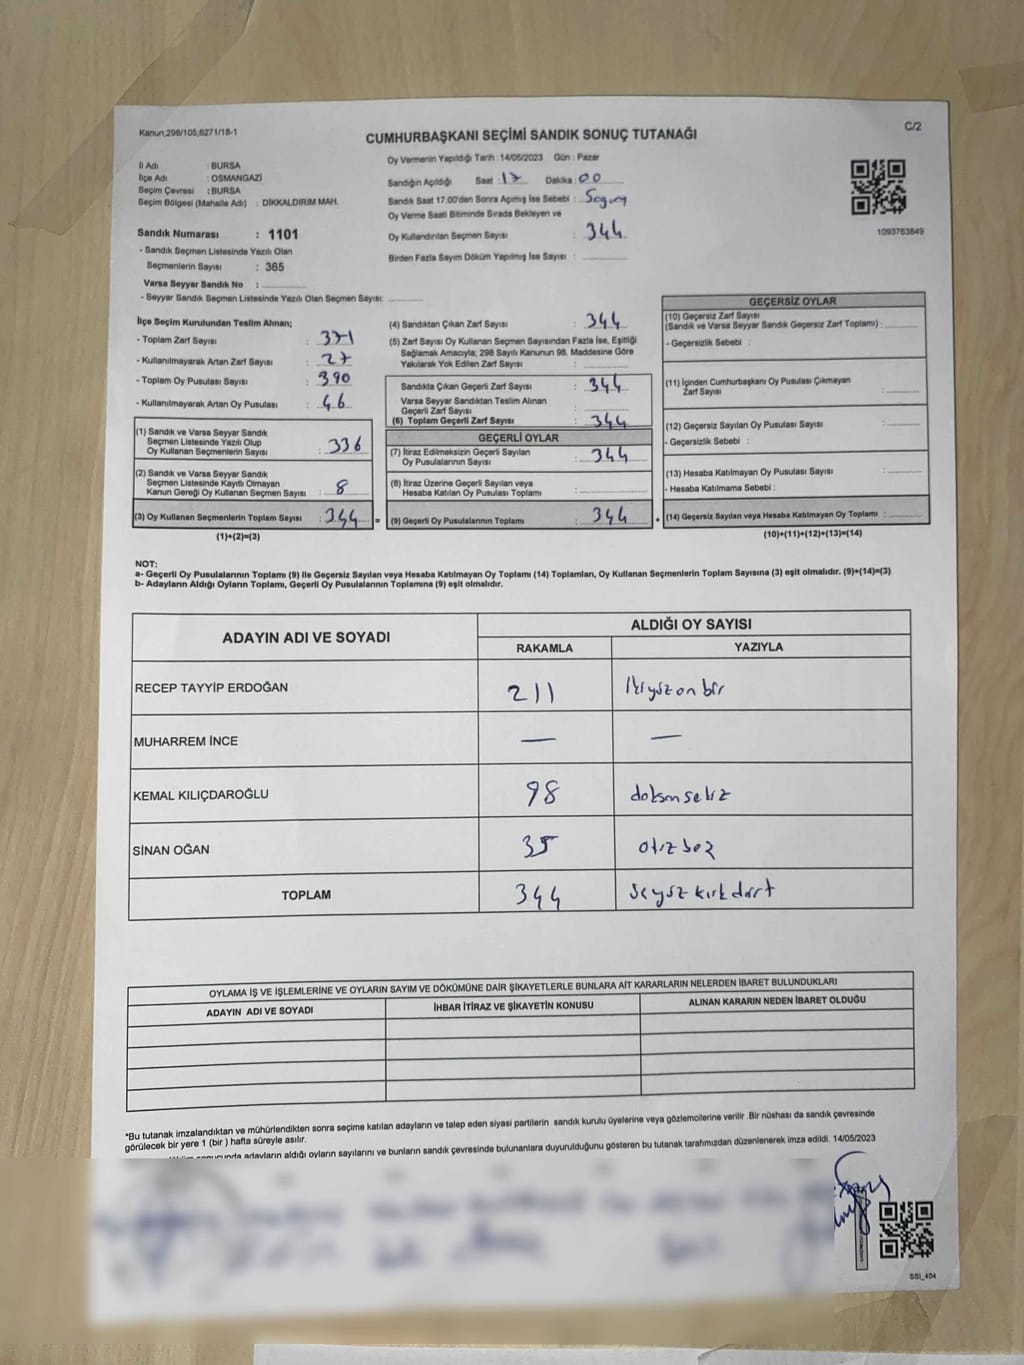 Kanun;298/105;6271/18-1
CUMHURBAŞKANI SEÇİMİ SANDIK SONUÇ TUTANAĞI
C/2
İl Adı : BURSA
İlçe Adı : OSMANGAZİ
Seçim Çevresi : BURSA
Seçim Bölgesi (Mahalle Adı) : DİKKALDIRIM MAH.
Sandık Numarası : 1101
- Sandık Seçmen Listesinde Yazılı Olan
Seçmenlerin Sayısı : 365
Varsa Seyyar Sandık No :
- Seyyar Sandık Seçmen Listesinde Yazılı Olan Seçmen Sayısı:
Oy Vermenin Yapıldığı Tarih : 14/05/2023 Gün : Pazar
Sandığın Açıldığı Saat : 17 Dakika : 00
Sandık Saat 17.00'den Sonra Açılmış İse Sebebi :
Oy Verme Saati Bitiminde Sırada Bekleyen ve
Oy Kullandırılan Seçmen Sayısı : 344
Birden Fazla Sayım Döküm Yapılmış İse Sayısı :
1093763849
İlçe Seçim Kurulundan Teslim Alınan;
- Toplam Zarf Sayısı : 371
- Kullanılmayarak Artan Zarf Sayısı : 27
- Toplam Oy Pusulası Sayısı : 390
- Kullanılmayarak Artan Oy Pusulası : 46
(1) Sandık ve Varsa Seyyar Sandık
Seçmen Listesinde Yazılı Olup
Oy Kullanan Seçmenlerin Sayısı : 336
(2) Sandık ve Varsa Seyyar Sandık
Seçmen Listesinde Kayıtlı Olmayan
Kanun Gereği Oy Kullanan Seçmen Sayısı : 8
(3) Oy Kullanan Seçmenlerin Toplam Sayısı : 344 =
(1)+(2)=(3)
(4) Sandıktan Çıkan Zarf Sayısı : 344
(5) Zarf Sayısı Oy Kullanan Seçmen Sayısından Fazla İse, Eşitliği
Sağlamak Amacıyla; 298 Sayılı Kanunun 98. Maddesine Göre
Yakılarak Yok Edilen Zarf Sayısı :
Sandıkta Çıkan Geçerli Zarf Sayısı : 344
Varsa Seyyar Sandıktan Teslim Alınan
Geçerli Zarf Sayısı :
(6) Toplam Geçerli Zarf Sayısı : 344
GEÇERLİ OYLAR
(7) İtiraz Edilmeksizin Geçerli Sayılan
Oy Pusulalarının Sayısı : 344
(8) İtiraz Üzerine Geçerli Sayılan veya
Hesaba Katılan Oy Pusulası Toplamı :
(9) Geçerli Oy Pusulalarının Toplamı : 344
GEÇERSİZ OYLAR
(10) Geçersiz Zarf Sayısı
(Sandık ve Varsa Seyyar Sandık Geçersiz Zarf Toplamı) :
- Geçersizlik Sebebi :
(11) İçinden Cumhurbaşkanı Oy Pusulası Çıkmayan
Zarf Sayısı :
(12) Geçersiz Sayılan Oy Pusulası Sayısı :
- Geçersizlik Sebebi :
(13) Hesaba Katılmayan Oy Pusulası Sayısı :
- Hesaba Katılmama Sebebi :
(14) Geçersiz Sayılan veya Hesaba Katılmayan Oy Toplamı :
(10)+(11)+(12)+(13)=(14)
NOT:
a- Geçerli Oy Pusulalarının Toplamı (9) ile Geçersiz Sayılan veya Hesaba Katılmayan Oy Toplamı (14) Toplamları, Oy Kullanan Seçmenlerin Toplam Sayısına (3) eşit olmalıdır. (9)+(14)=(3)
b- Adayların Aldığı Oyların Toplamı, Geçerli Oy Pusulalarının Toplamına (9) eşit olmalıdır.
ADAYIN ADI VE SOYADI ALDIĞI OY SAYISI
RAKAMLA YAZIYLA
RECEP TAYYİP ERDOĞAN 211 İkiyüzonbir
MUHARREM İNCE — —
KEMAL KILIÇDAROĞLU 98 doksansekiz
SİNAN OĞAN 35 otuzbeş
TOPLAM 344 üçyüzkırkdört
OYLAMA İŞ VE İŞLEMLERİNE VE OYLARIN SAYIM VE DÖKÜMÜNE DAİR ŞİKAYETLERLE BUNLARA AİT KARARLARIN NELERDEN İBARET BULUNDUKLARI
ADAYIN ADI VE SOYADI İHBAR İTİRAZ VE ŞİKAYETİN KONUSU ALINAN KARARIN NEDEN İBARET OLDUĞU
*Bu tutanak imzalandıktan ve mühürlendikten sonra seçime katılan adayların ve talep eden siyasi partilerin sandık kurulu üyelerine veya gözlemcilerine verilir .Bir nüshası da sandık çevresinde
görülecek bir yere 1 (bir ) hafta süreyle asılır.
adayların aldığı oyların sayılarını ve bunların sandık çevresinde bulunanlara duyurulduğunu gösteren bu tutanak tarafımızdan düzenlenerek imza edildi. 14/05/2023
SSI_404